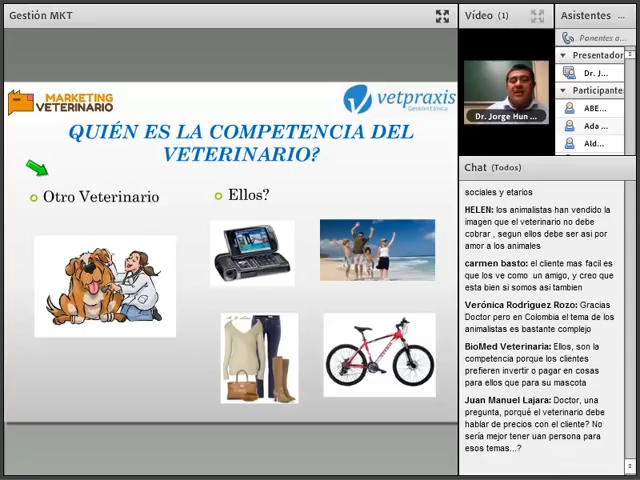 Gestión MKT
MARKETING
VETERINARIO
vetpraxis
Gestión Clínica
QUIÉN ES LA COMPETENCIA DEL
VETERINARIO?
Otro Veterinario
Ellos?
Vídeo (1)
Dr. Jorge Hun ...
Asistentes ...
Ponentes a...
Presentador
Dr. J...
Participante
ABE...
Ada ...
Ald...
Chat (Todos)
sociales y etarios
HELEN: los animalistas han vendido la
imagen que el veterinario no debe
cobrar , segun ellos debe ser asi por
amor a los animales
carmen basto: el cliente mas facil es
que los ve como un amigo, y creo que
esta bien si somos asi tambien
Verónica Rodriguez Rozo: Gracias
Doctor pero en Colombia el tema de los
animalistas es bastante complejo
BioMed Veterinaria: Ellos, son la
competencia porque los clientes
prefieren invertir o pagar en cosas
para ellos que para su mascota
Juan Manuel Lajara: Doctor, una
pregunta, porqué el veterinario debe
hablar de precios con el cliente? No
sería mejor tener uan persona para
esos temas...?